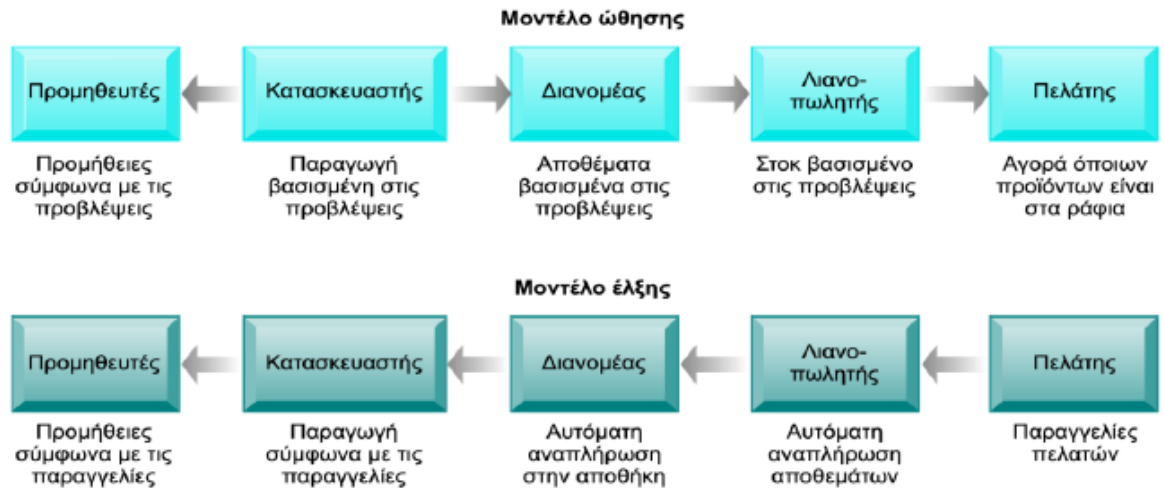 Μοντέλο ώθησης
Προμηθευτές
Κατασκευαστής
Διανομέας
Λιανο-
πωλητής
Πελάτης
Προμήθειες
σύμφωνα με τις
προβλέψεις
Παραγωγή
βασισμένη στις
προβλέψεις
Αποθέματα
βασισμένα στις
προβλέψεις
Στοκ βασισμένο
στις προβλέψεις
Αγορά όποιων
προϊόντων είναι
στα ράφια
Μοντέλο έλξης
Προμηθευτές
Κατασκευαστής
Διανομέας
Λιανο-
πωλητής
Πελάτης
Προμήθειες
σύμφωνα με τις
παραγγελίες
Παραγωγή
σύμφωνα με τις
παραγγελίες
Αυτόματη
αναπλήρωση
στην αποθήκη
Αυτόματη
αναπλήρωση
αποθεμάτων
Παραγγελίες
πελατών